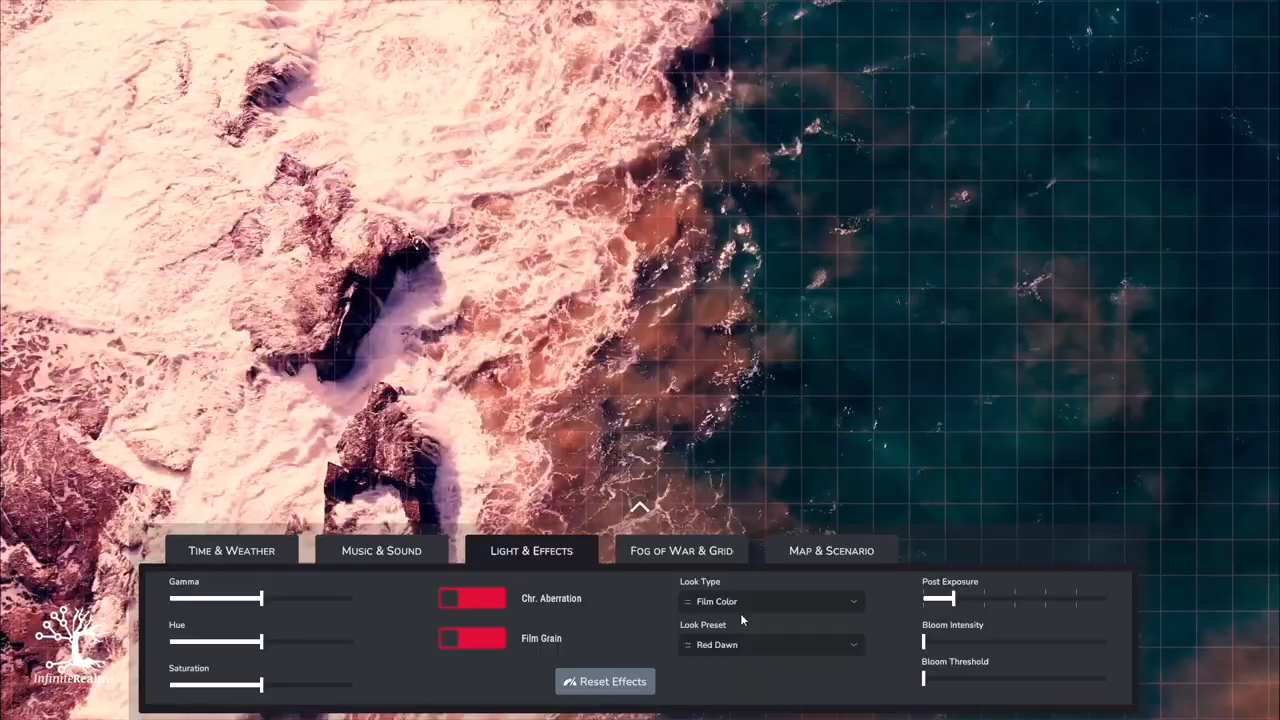 Time & Weather
Music & Sound
Light & Effects
Fog of War & Grid
Map & Scenario
Gamma
Hue
Saturation
Chr. Aberration
Film Grain
Reset Effects
Look Type
Film Color
Look Preset
Red Dawn
Post Exposure
Bloom Intensity
Bloom Threshold
InfiniteRealms